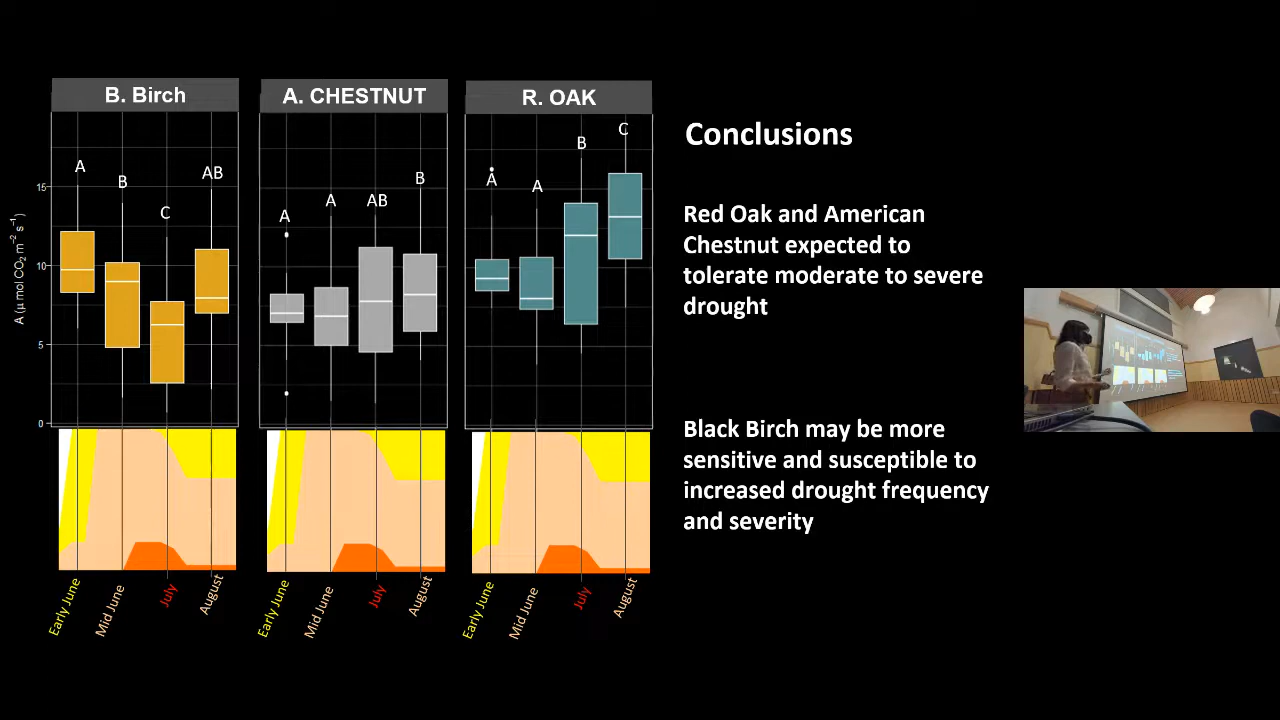 B. Birch
A. CHESTNUT
R. OAK
A
B
C
AB
A
A
AB
B
A
A
B
C
A (μ mol CO₂ m⁻² s⁻¹)
15
10
5
0
Early June
Mid June
July
August
Early June
Mid June
July
August
Early June
Mid June
July
August
Conclusions
Red Oak and American
Chestnut expected to
tolerate moderate to severe
drought
Black Birch may be more
sensitive and susceptible to
increased drought frequency
and severity